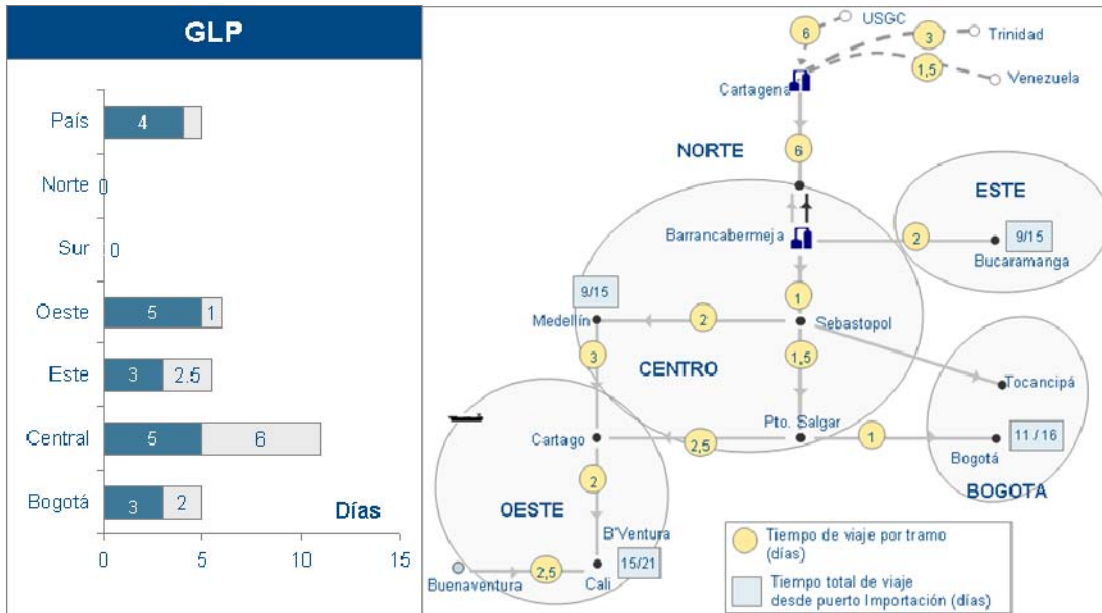 GLP
País
4
Norte
0
Sur
0
Oeste
5
1
Este
3
2.5
Central
5
6
Bogotá
3
2
Días
0
5
10
15
USGC
6
3
Trinidad
1,5
Venezuela
Cartagena
NORTE
6
ESTE
Barrancabermeja
2
9/15
Bucaramanga
9/15
1
Medellín
2
Sebastopol
3
CENTRO
1,5
Tocancipá
Cartago
2,5
Pto. Salgar
1
11 / 16
Bogotá
BOGOTA
2
OESTE
B'Ventura
15/21
Buenaventura
2,5
Cali
Tiempo de viaje por tramo
(días)
Tiempo total de viaje
desde puerto Importación (días)